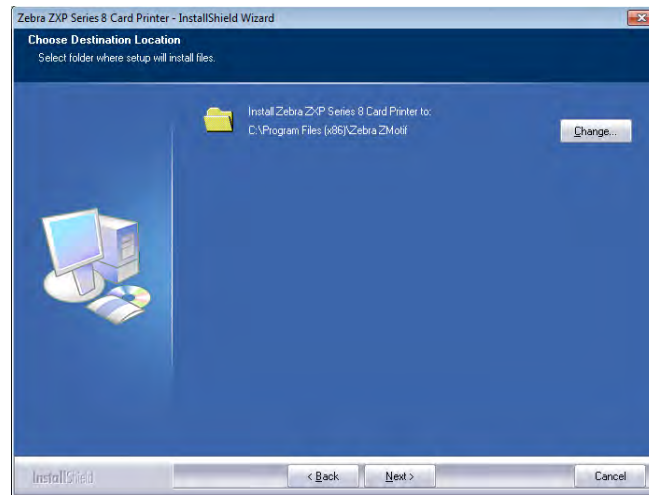 Zebra ZXP Series 8 Card Printer - InstallShield Wizard
Choose Destination Location
Select folder where setup will install files.
Install Zebra ZXP Series 8 Card Printer to:
C:\Program Files (x86)\Zebra ZMotif
Change...
InstallShield
< Back
Next >
Cancel